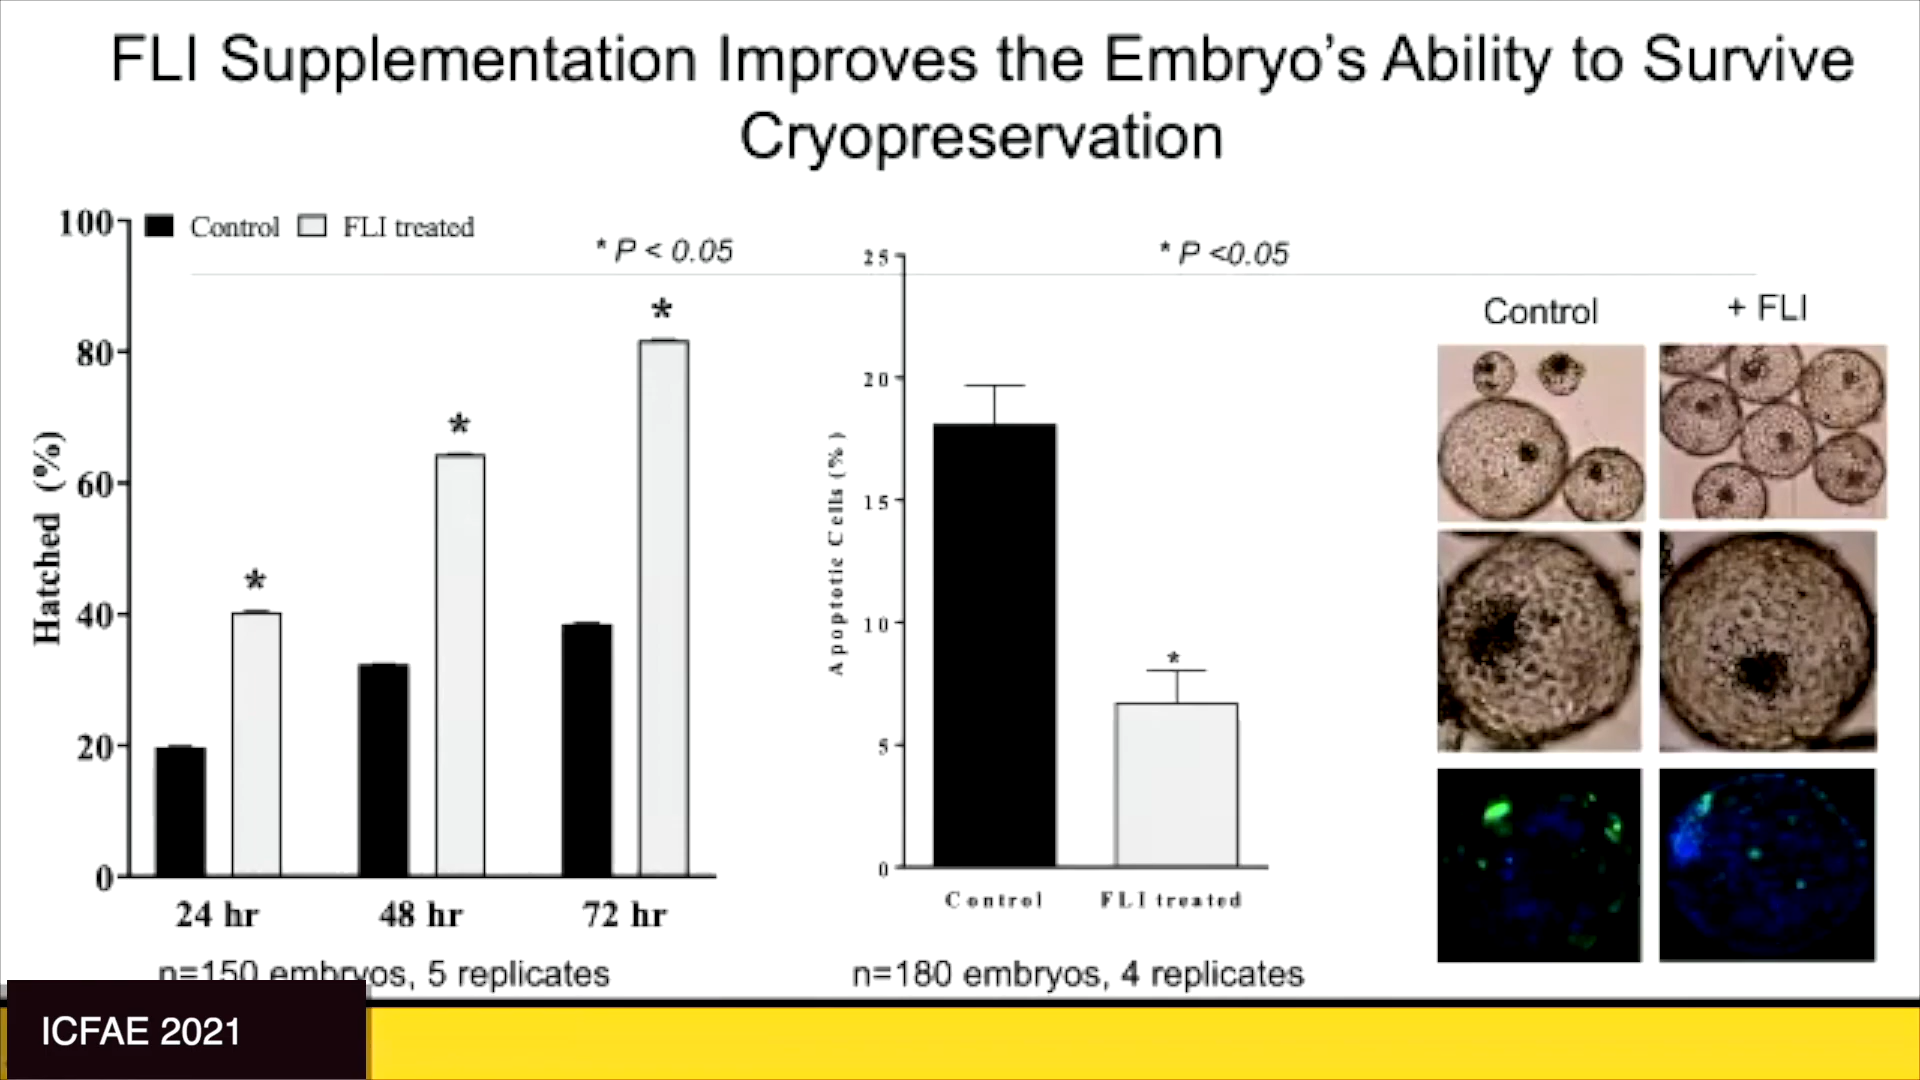 FLI Supplementation Improves the Embryo's Ability to Survive
Cryopreservation
100
80
60
40
20
0
Hatched (%)
Control
FLI treated
* P < 0.05
*
*
*
24 hr
48 hr
72 hr
n=150 embryos, 5 replicates
25
20
15
10
5
0
Apoptotic Cells (%)
* P <0.05
*
Control
FLI treated
n=180 embryos, 4 replicates
Control
+ FLI
ICFAE 2021